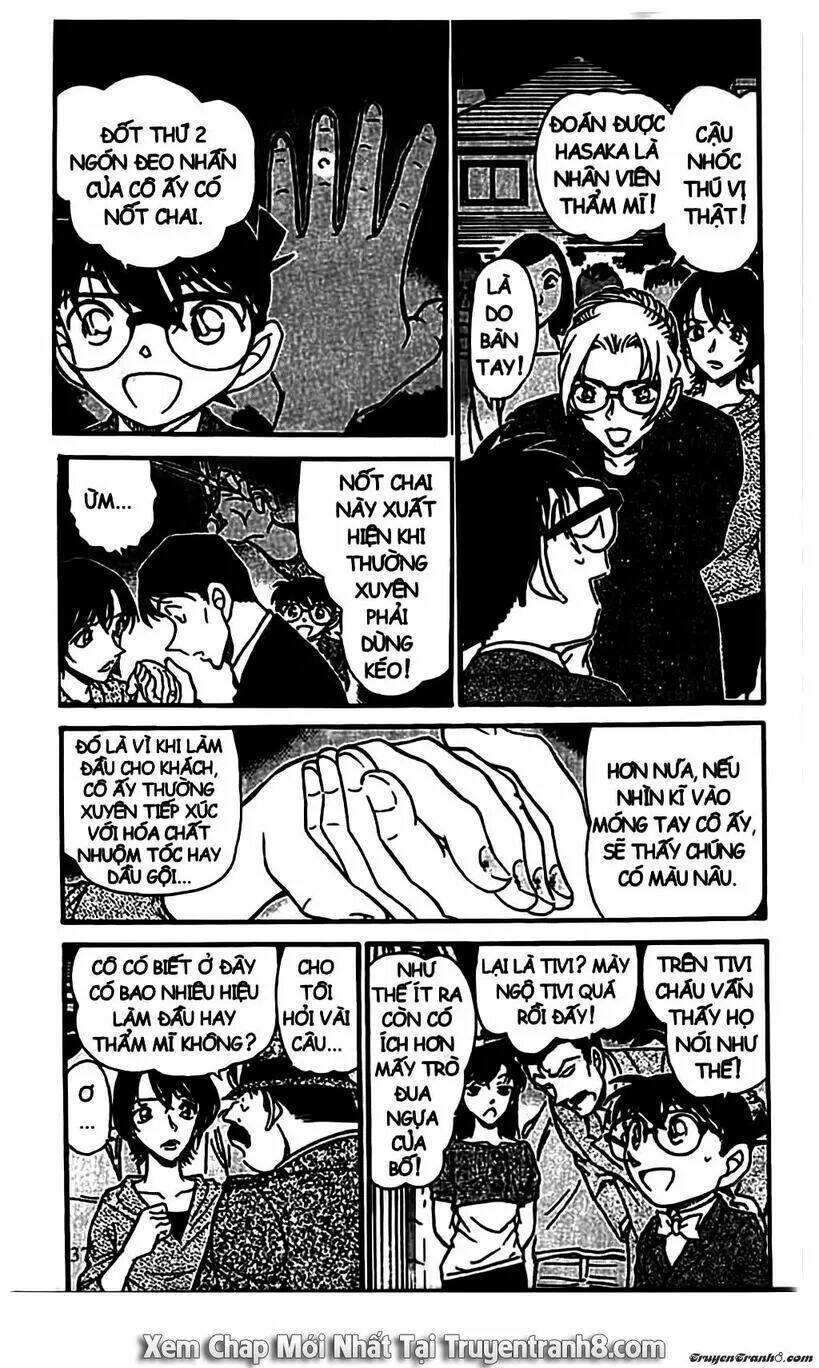 CẬU
NHÓC
THÚ VỊ
THẬT!
ĐOÁN ĐƯỢC
HASAKA LÀ
NHÂN VIÊN
THẨM MĨ!
LÀ
DO
BÀN
TAY!
ĐỐT THỨ 2
NGÓN ĐEO NHẪN
CỦA CÔ ẤY CÓ
NỐT CHAI.
NỐT CHAI
NÀY XUẤT
HIỆN KHI
THƯỜNG
XUYÊN
PHẢI
DÙNG
KÉO!
ỪM...
HƠN NƯA, NẾU
NHÌN KĨ VÀO
MÓNG TAY CÔ ẤY,
SẼ THẤY CHÚNG
CÓ MÀU NÂU.
ĐÓ LÀ VÌ KHI LÀM
ĐẦU CHO KHÁCH,
CÔ ẤY THƯỜNG
XUYÊN TIẾP XÚC
VỚI HÓA CHẤT
NHUỘM TÓC HAY
DẦU GỘI...
TRÊN TIVI
CHÁU VẪN
THẤY HỌ
NÓI NHƯ
THẾ!
LẠI LÀ TIVI? MÀY
NGỘ TIVI QUÁ
RỒI ĐẤY!
NHƯ
THẾ ÍT RA
CÒN CÓ
ÍCH HƠN
MẤY TRÒ
ĐUA
NGỰA
CỦA
BỐ!
CHO
TÔI
HỎI VÀI
CÂU...
CÔ CÓ BIẾT Ở ĐÂY
CÓ BAO NHIÊU HIỆU
LÀM ĐẦU HAY
THẨM MĨ KHÔNG?
Ơ
...
37
Xem Chap Mới Nhất Tại Truyentranh8.com
TruyenTranh8.com